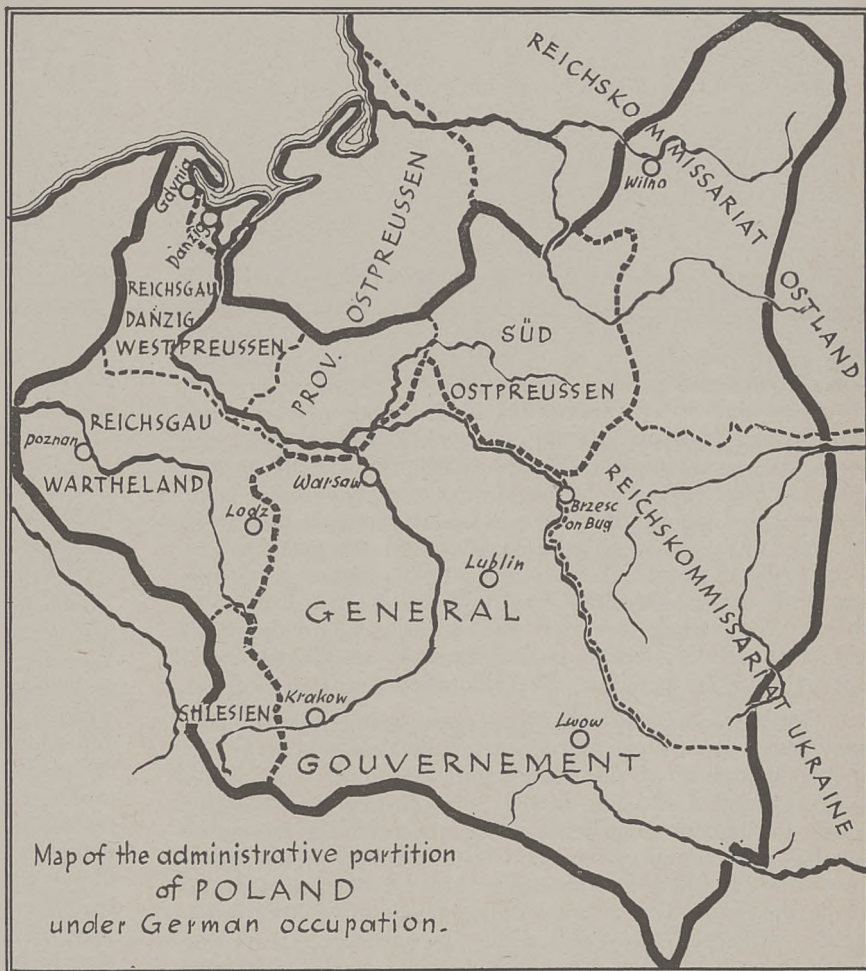 REICHSKOMMISSARIAT OSTLAND
Wilno
Gdynia
Danzig
PROV. OSTPREUSSEN
REICHSGAU
DANZIG
WESTPREUSSEN
SÜD
OSTPREUSSEN
REICHSGAU
poznan
WARTHELAND
Warsaw
Lodz
Brzesc
on Bug
REICHSKOMMISSARIAT UKRAINE
Lublin
GENERAL
SHLESIEN
Krakow
Lwow
GOUVERNEMENT
Map of the administrative partition
of POLAND
under German occupation.